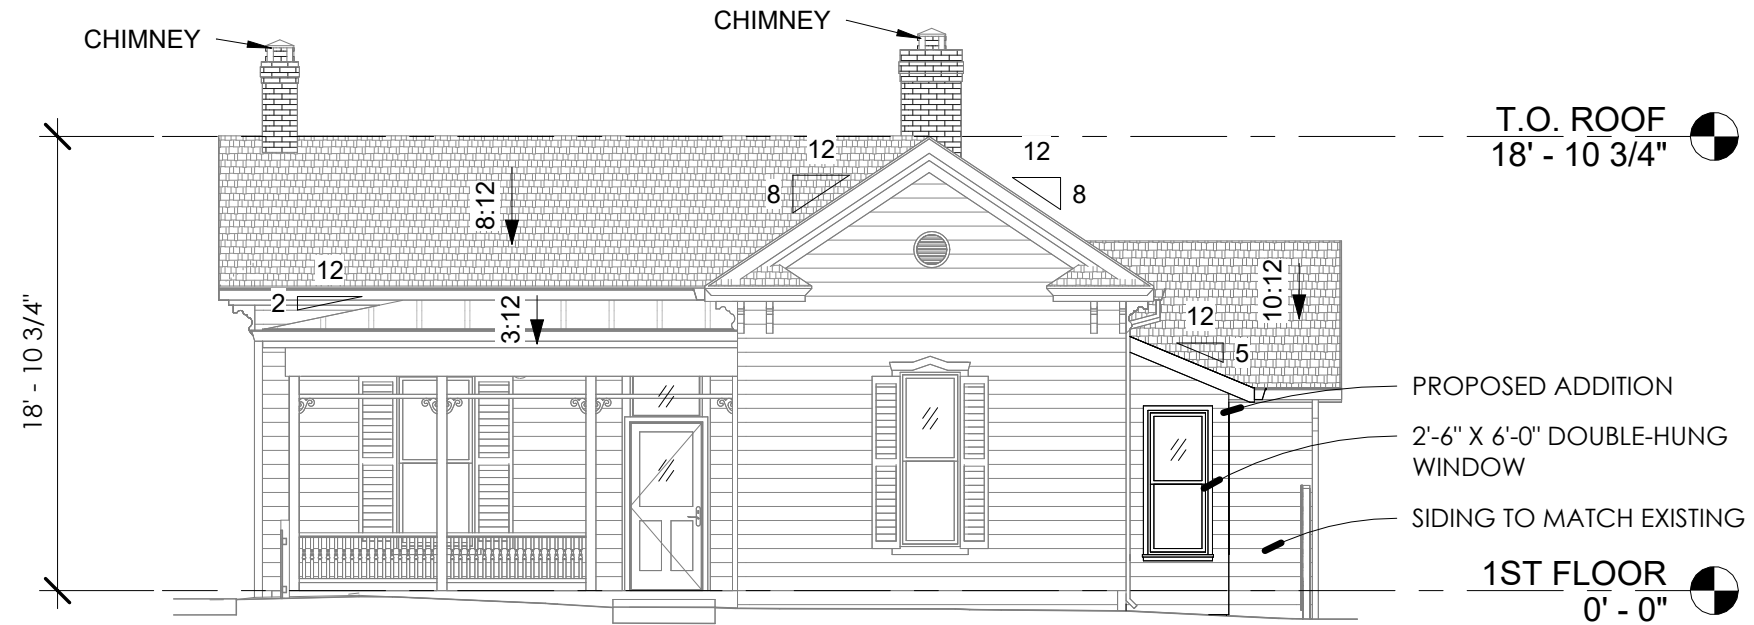 CHIMNEY
CHIMNEY
T.O. ROOF
18' - 10 3/4"
12
8
12
8
8:12
12
2
3:12
10:12
12
5
18' - 10 3/4"
PROPOSED ADDITION
2'-6" X 6'-0" DOUBLE-HUNG
WINDOW
SIDING TO MATCH EXISTING
1ST FLOOR
0' - 0"